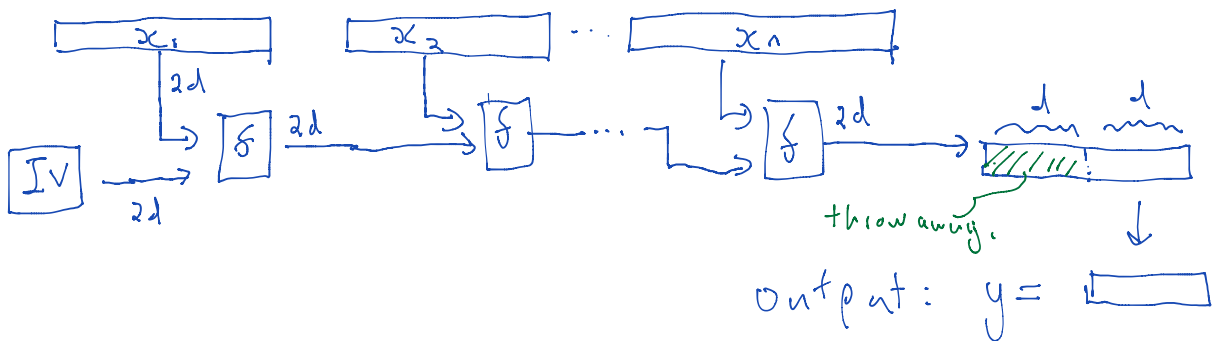 x₁ x₂ ... xₙ
2d
f 2d f ... f 2d
d d
IV
2d
throw away.
output: y =